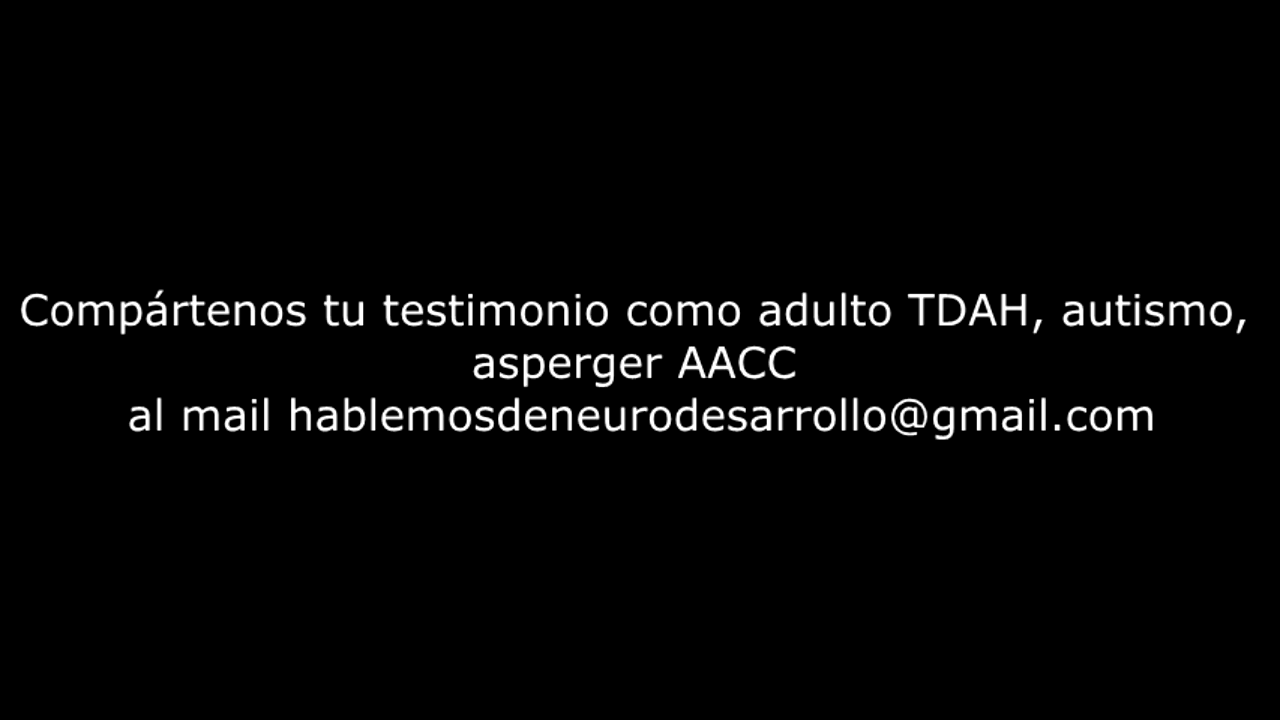 Compártenos tu testimonio como adulto TDAH, autismo,
asperger AACC
al mail hablemosdeneurodesarrollo@gmail.com